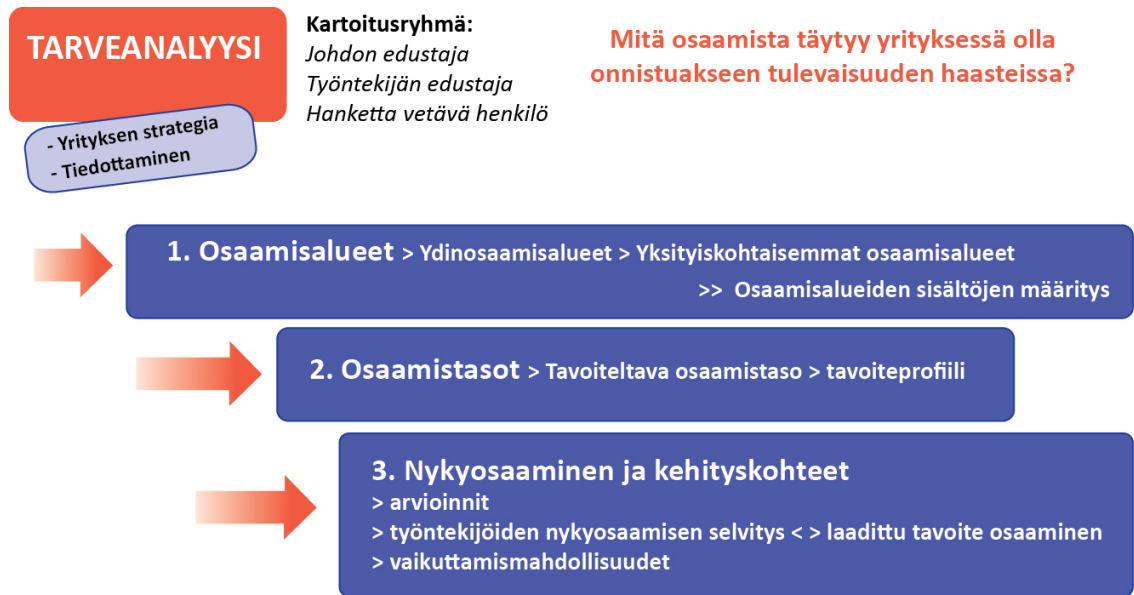 TARVEANALYYSI
- Yrityksen strategia
- Tiedottaminen
Kartoitusryhmä:
Johdon edustaja
Työntekijän edustaja
Hanketta vetävä henkilö
Mitä osaamista täytyy yrityksessä olla
onnistuakseen tulevaisuuden haasteissa?
1. Osaamisalueet > Ydinosaamisalueet > Yksityiskohtaisemmat osaamisalueet
>> Osaamisalueiden sisältöjen määritys
2. Osaamistasot > Tavoiteltava osaamistaso > tavoiteprofiili
3. Nykyosaaminen ja kehityskohteet
> arvioinnit
> työntekijöiden nykyosaamisen selvitys < > laadittu tavoite osaaminen
> vaikuttamismahdollisuudet